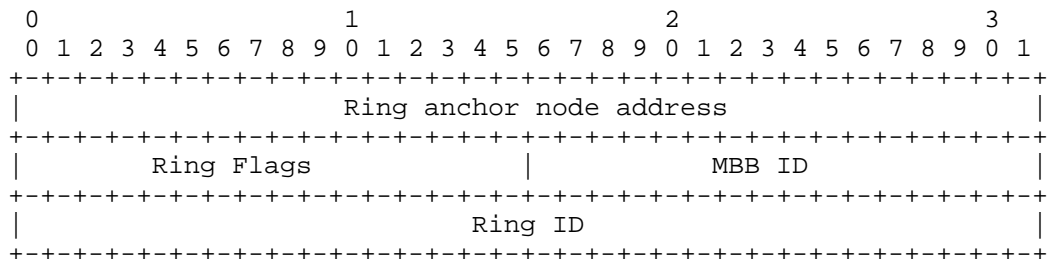 0                   1                   2                   3
 0 1 2 3 4 5 6 7 8 9 0 1 2 3 4 5 6 7 8 9 0 1 2 3 4 5 6 7 8 9 0 1
+-+-+-+-+-+-+-+-+-+-+-+-+-+-+-+-+-+-+-+-+-+-+-+-+-+-+-+-+-+-+-+-+
|                    Ring anchor node address                   |
+-+-+-+-+-+-+-+-+-+-+-+-+-+-+-+-+-+-+-+-+-+-+-+-+-+-+-+-+-+-+-+-+
|        Ring Flags             |           MBB ID              |
+-+-+-+-+-+-+-+-+-+-+-+-+-+-+-+-+-+-+-+-+-+-+-+-+-+-+-+-+-+-+-+-+
|                            Ring ID                            |
+-+-+-+-+-+-+-+-+-+-+-+-+-+-+-+-+-+-+-+-+-+-+-+-+-+-+-+-+-+-+-+-+